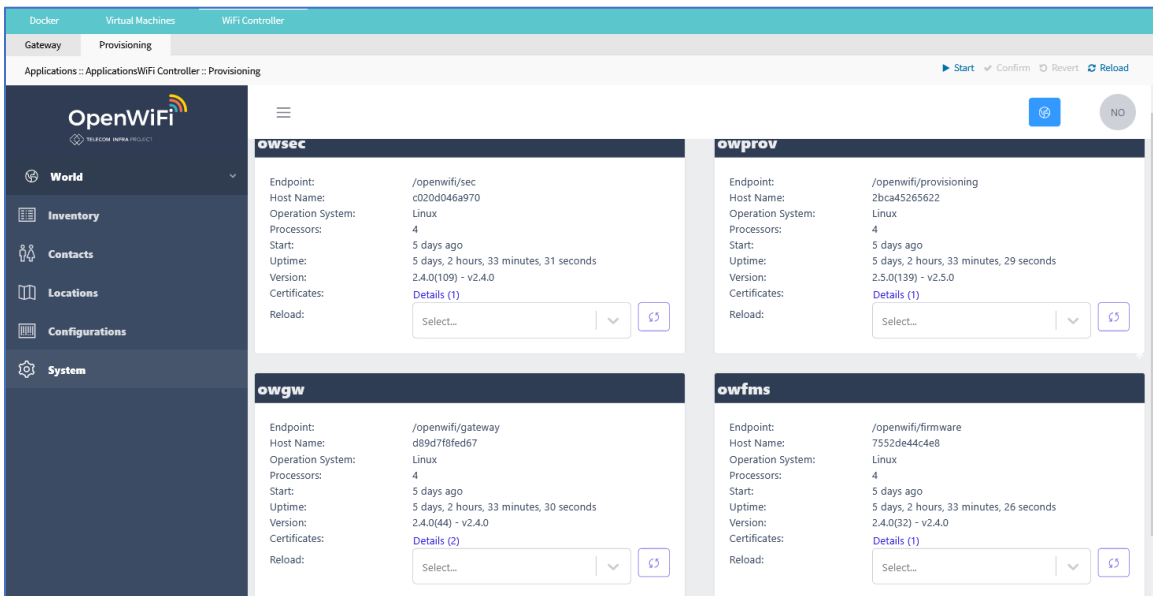 Docker Virtual Machines WiFi Controller
Gateway Provisioning
Applications :: ApplicationsWiFi Controller :: Provisioning Start Confirm Revert Reload
OpenWiFi
TELECOM INFRA PROJECT
NO
World
Inventory
Contacts
Locations
Configurations
System
owsec
Endpoint: /openwifi/sec
Host Name: c020d046a970
Operation System: Linux
Processors: 4
Start: 5 days ago
Uptime: 5 days, 2 hours, 33 minutes, 31 seconds
Version: 2.4.0(109) - v2.4.0
Certificates: Details (1)
Reload: Select...
owprov
Endpoint: /openwifi/provisioning
Host Name: 2bca45265622
Operation System: Linux
Processors: 4
Start: 5 days ago
Uptime: 5 days, 2 hours, 33 minutes, 29 seconds
Version: 2.5.0(139) - v2.5.0
Certificates: Details (1)
Reload: Select...
owgw
Endpoint: /openwifi/gateway
Host Name: d89d7f8fed67
Operation System: Linux
Processors: 4
Start: 5 days ago
Uptime: 5 days, 2 hours, 33 minutes, 30 seconds
Version: 2.4.0(44) - v2.4.0
Certificates: Details (2)
Reload: Select...
owfms
Endpoint: /openwifi/firmware
Host Name: 7552de44c4e8
Operation System: Linux
Processors: 4
Start: 5 days ago
Uptime: 5 days, 2 hours, 33 minutes, 26 seconds
Version: 2.4.0(32) - v2.4.0
Certificates: Details (1)
Reload: Select...